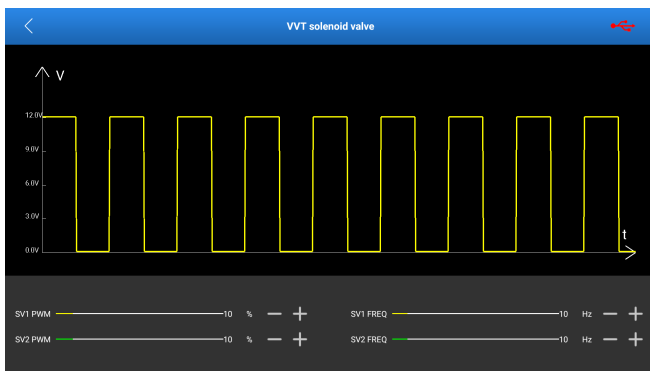 VVT solenoid valve
V
12.0V
9.0V
6.0V
3.0V
0.0V
t
SV1 PWM 10 % SV1 FREQ 10 Hz
SV2 PWM 10 % SV2 FREQ 10 Hz